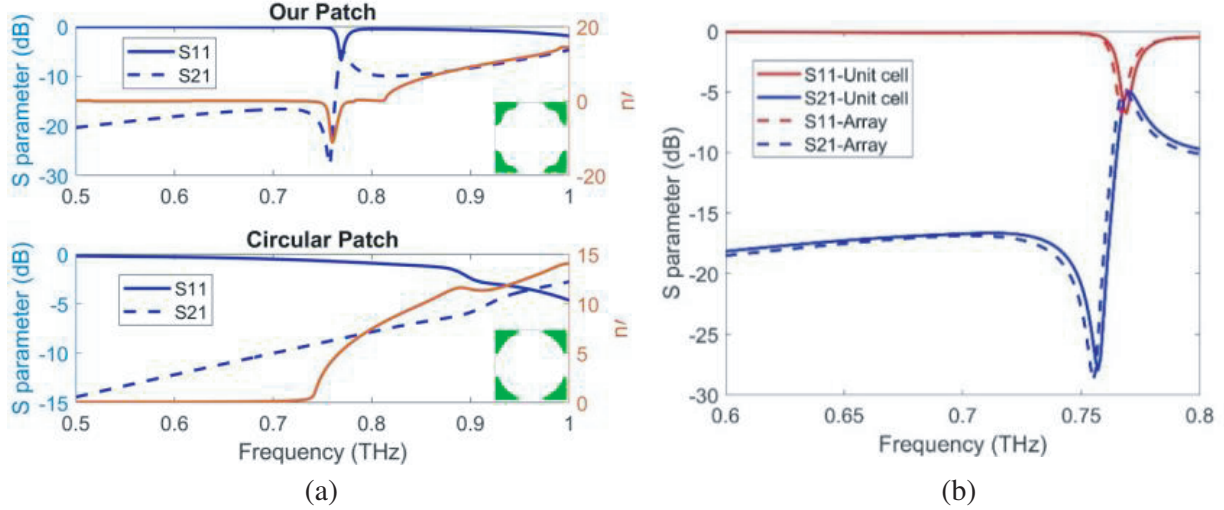 Our Patch
S parameter (dB)
0
-10
-20
-30
S11
S21
20
0
-20
n'
0.5 0.6 0.7 0.8 0.9 1
Circular Patch
S parameter (dB)
0
-5
-10
-15
S11
S21
15
10
5
0
n'
0.5 0.6 0.7 0.8 0.9 1
Frequency (THz)
(a)
S parameter (dB)
0
-5
-10
-15
-20
-25
-30
S11-Unit cell
S21-Unit cell
S11-Array
S21-Array
0.6 0.65 0.7 0.75 0.8
Frequency (THz)
(b)